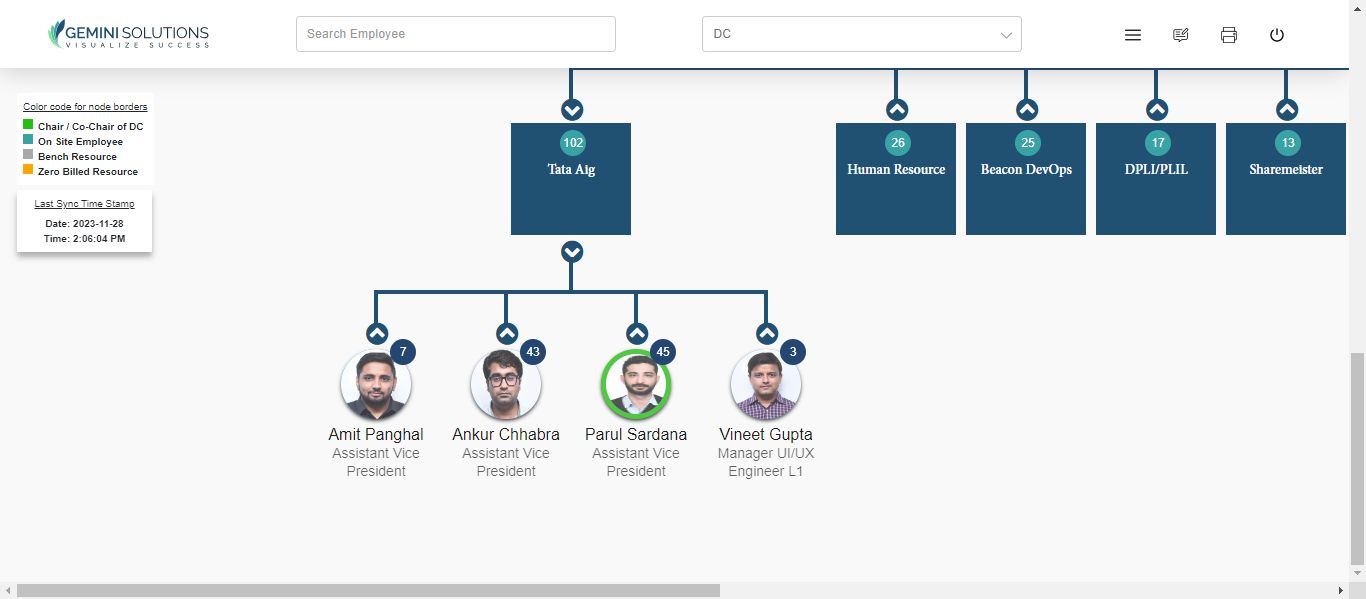 GEMINI SOLUTIONS
VISUALIZE SUCCESS
Search Employee
DC
Color code for node borders
Chair / Co-Chair of DC
On Site Employee
Bench Resource
Zero Billed Resource
Last Sync Time Stamp
Date: 2023-11-28
Time: 2:06:04 PM
102
Tata Aig
26
Human Resource
25
Beacon DevOps
17
DPLI/PLIL
13
Sharemeister
7
Amit Panghal
Assistant Vice
President
43
Ankur Chhabra
Assistant Vice
President
45
Parul Sardana
Assistant Vice
President
3
Vineet Gupta
Manager UI/UX
Engineer L1